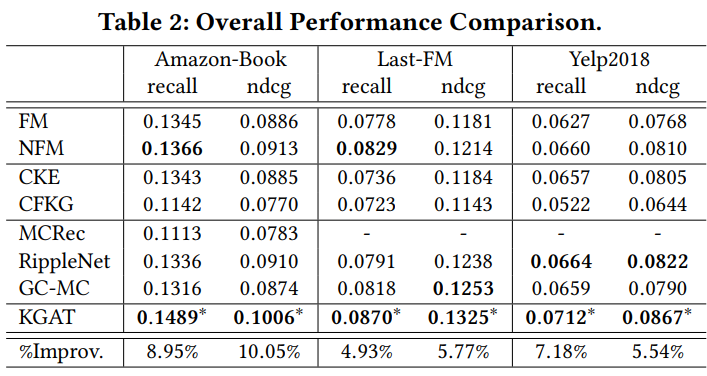 Table 2: Overall Performance Comparison.
Amazon-Book Last-FM Yelp2018
recall ndcg recall ndcg recall ndcg
FM 0.1345 0.0886 0.0778 0.1181 0.0627 0.0768
NFM 0.1366 0.0913 0.0829 0.1214 0.0660 0.0810
CKE 0.1343 0.0885 0.0736 0.1184 0.0657 0.0805
CFKG 0.1142 0.0770 0.0723 0.1143 0.0522 0.0644
MCRec 0.1113 0.0783 - - - -
RippleNet 0.1336 0.0910 0.0791 0.1238 0.0664 0.0822
GC-MC 0.1316 0.0874 0.0818 0.1253 0.0659 0.0790
KGAT 0.1489* 0.1006* 0.0870* 0.1325* 0.0712* 0.0867*
%Improv. 8.95% 10.05% 4.93% 5.77% 7.18% 5.54%